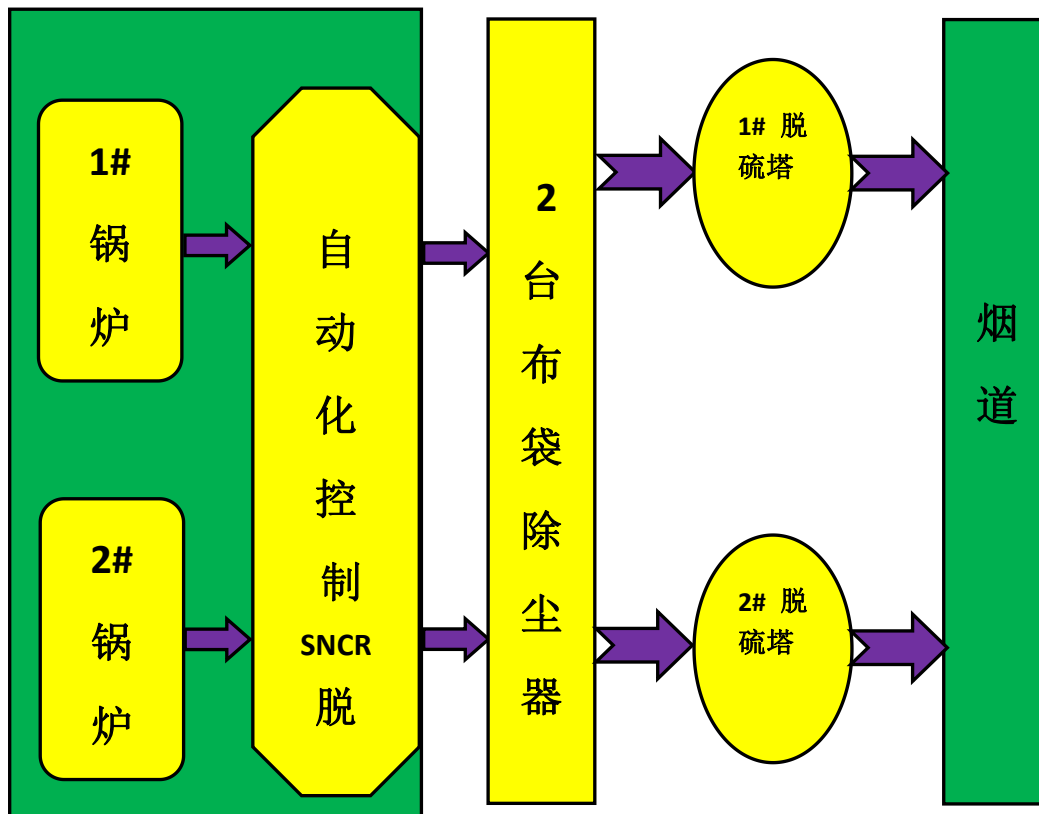 1#
锅
炉
2#
锅
炉
自
动
化
控
制
SNCR
脱
2
台
布
袋
除
尘
器
1# 脱
硫塔
2# 脱
硫塔
烟
道